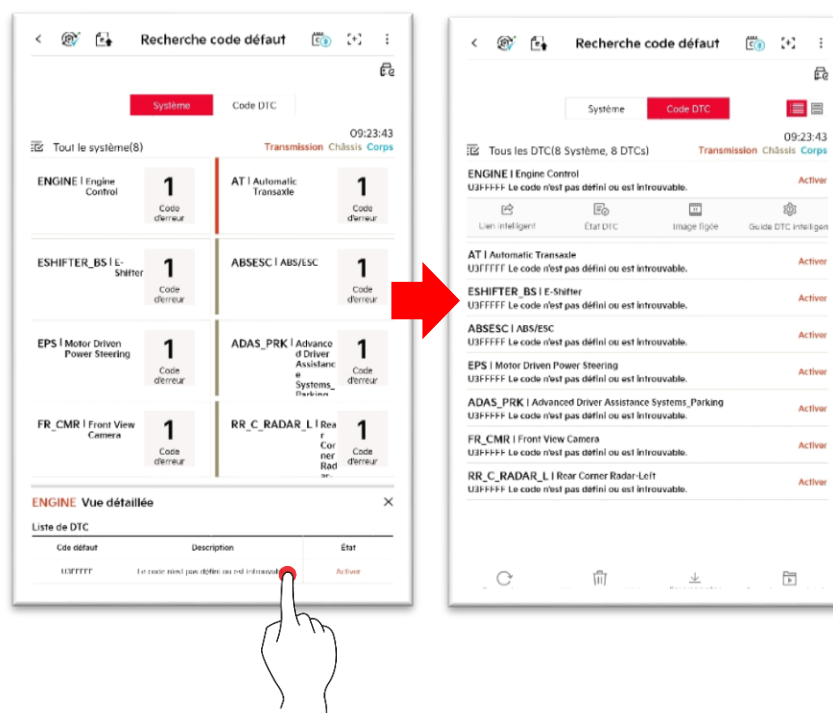 Recherche code défaut
Système
Code DTC
09:23:43
Tout le système(8)
Transmission Châssis Corps
ENGINE | Engine Control
1
Code d'erreur
AT | Automatic Transaxle
1
Code d'erreur
ESHIFTER_BS | E-Shifter
1
Code d'erreur
ABSESC | ABS/ESC
1
Code d'erreur
EPS | Motor Driven Power Steering
1
Code d'erreur
ADAS_PRK | Advanced Driver Assistance Systems_Parking
1
Code d'erreur
FR_CMR | Front View Camera
1
Code d'erreur
RR_C_RADAR_L | Rear Corner Radar-
1
Code d'erreur
ENGINE Vue détaillée
Liste de DTC
Cde défaut
Description
État
U3FFFFF
Le code n'est pas défini ou est
Activer
Recherche code défaut
Système
Code DTC
09:23:43
Tous les DTC(8 Système, 8 DTCs)
Transmission Châssis Corps
ENGINE | Engine Control
U3FFFFF Le code n'est pas défini ou est introuvable.
Activer
Lien intelligent
État DTC
Image figée
Guide DTC intelligen
AT | Automatic Transaxle
U3FFFFF Le code n'est pas défini ou est introuvable.
Activer
ESHIFTER_BS | E-Shifter
U3FFFFF Le code n'est pas défini ou est introuvable.
Activer
ABSESC | ABS/ESC
U3FFFFF Le code n'est pas défini ou est introuvable.
Activer
EPS | Motor Driven Power Steering
U3FFFFF Le code n'est pas défini ou est introuvable.
Activer
ADAS_PRK | Advanced Driver Assistance Systems_Parking
U3FFFFF Le code n'est pas défini ou est introuvable.
Activer
FR_CMR | Front View Camera
U3FFFFF Le code n'est pas défini ou est introuvable.
Activer
RR_C_RADAR_L | Rear Corner Radar-Left
U3FFFFF Le code n'est pas défini ou est introuvable.
Activer